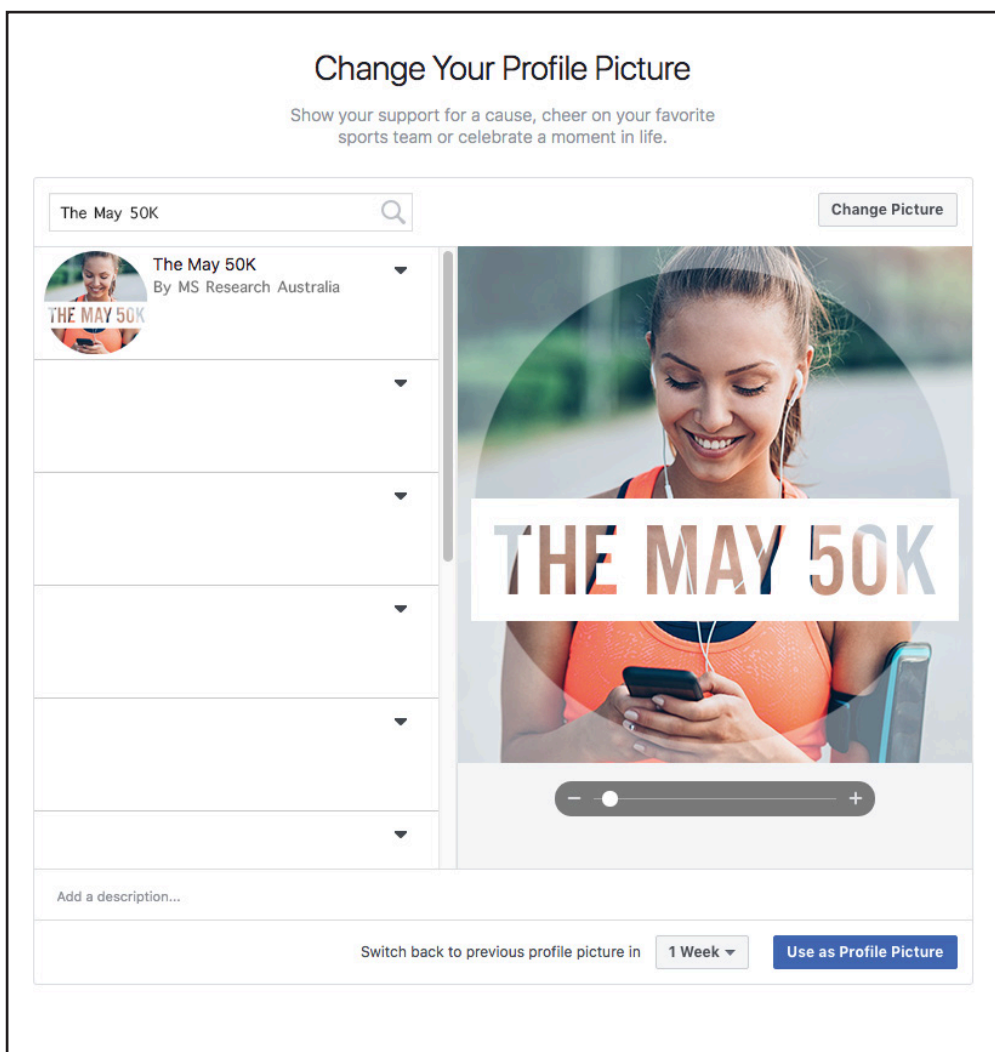 Change Your Profile Picture
Show your support for a cause, cheer on your favorite
sports team or celebrate a moment in life.
The May 50K
Change Picture
The May 50K
By MS Research Australia
THE MAY 50K
THE MAY 50K
Add a description...
Switch back to previous profile picture in
1 Week
Use as Profile Picture